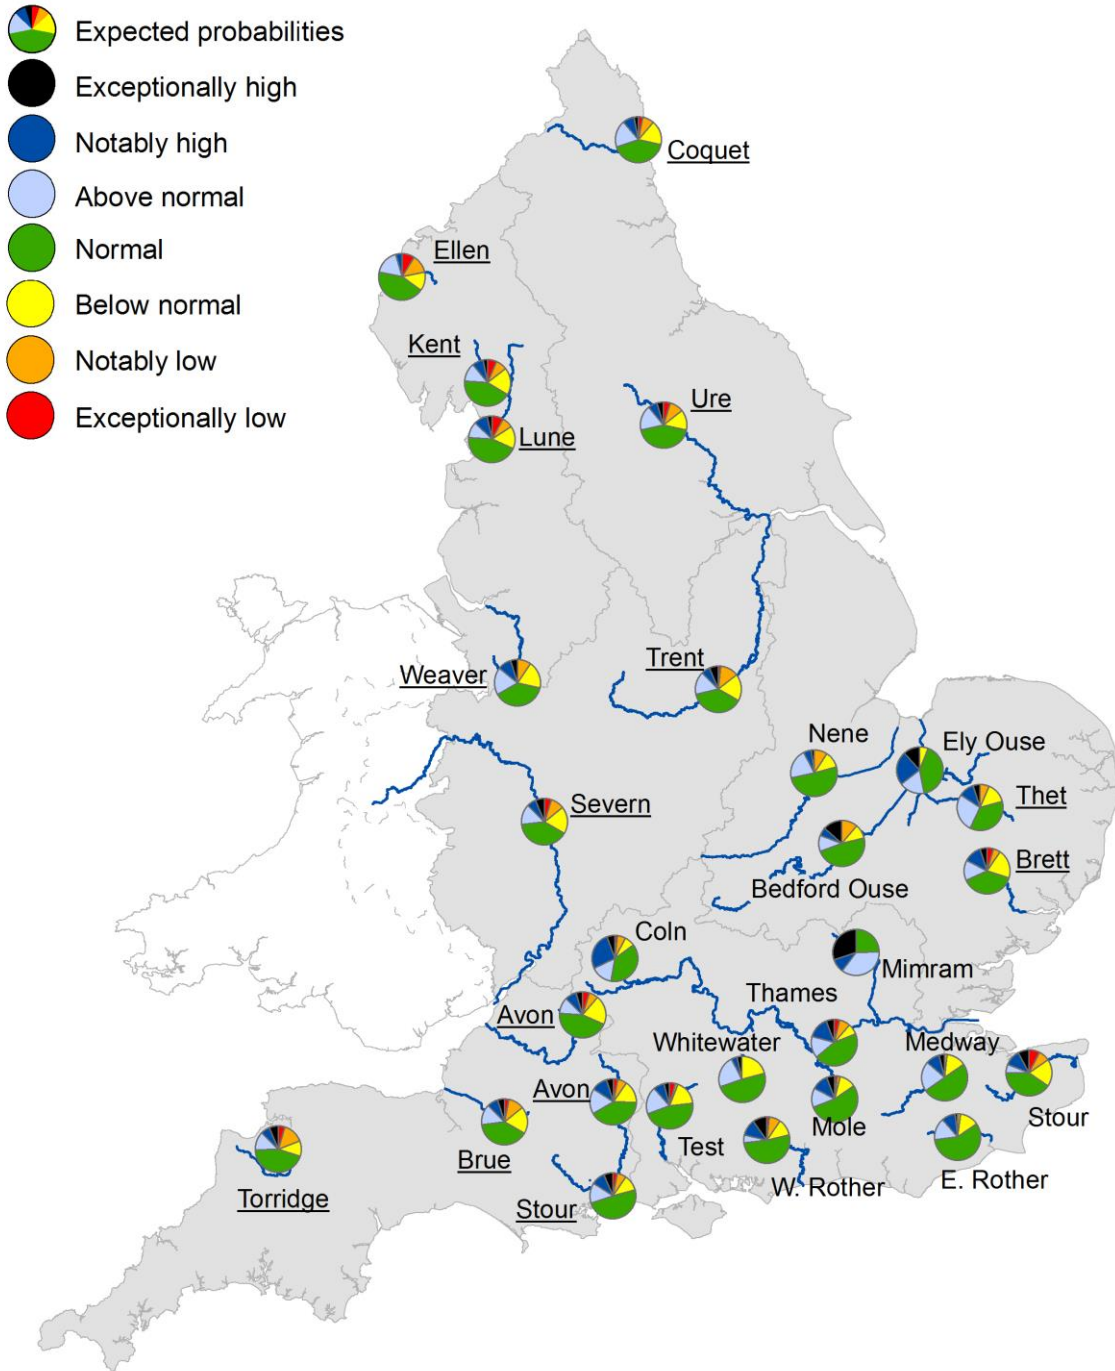 Expected probabilities
Exceptionally high
Notably high
Above normal
Normal
Below normal
Notably low
Exceptionally low
Coquet
Ellen
Kent
Ure
Lune
Weaver
Trent
Nene
Ely Ouse
Thet
Severn
Brett
Bedford Ouse
Coln
Mimram
Thames
Avon
Whitewater
Medway
Avon
Stour
Mole
Test
Brue
E. Rother
W. Rother
Torridge
Stour